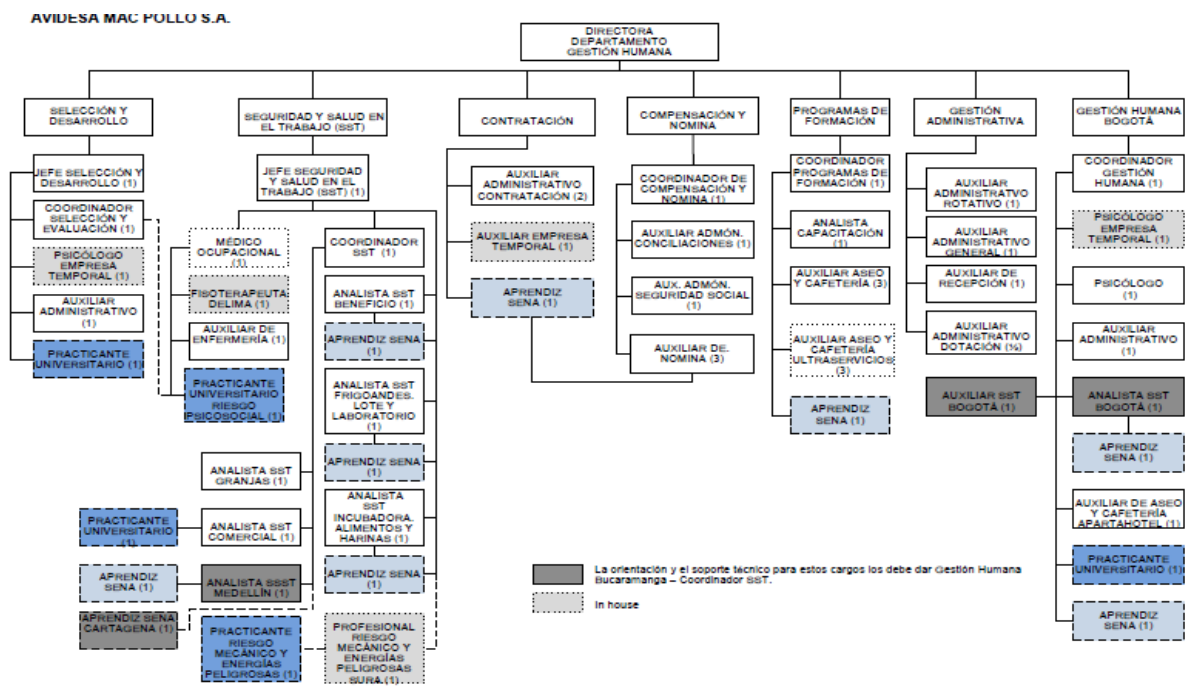 AVIDESA MAC POLLO S.A.
DIRECTORA
DEPARTAMENTO
GESTIÓN HUMANA
SELECCIÓN Y
DESARROLLO
JEFE SELECCIÓN Y
DESARROLLO (1)
COORDINADOR
SELECCIÓN Y
EVALUACIÓN (1)
PSICÓLOGO
EMPRESA
TEMPORAL (1)
AUXILIAR
ADMINISTRATIVO
(1)
PRACTICANTE
UNIVERSITARIO (1)
SEGURIDAD Y SALUD EN
EL TRABAJO (SST)
JEFE SEGURIDAD
Y SALUD EN EL
TRABAJO (SST) (1)
MÉDICO
OCUPACIONAL
(1)
FISOTERAPEUTA
DELIMA (1)
AUXILIAR DE
ENFERMERÍA (1)
PRACTICANTE
UNIVERSITARIO
RIESGO
PSICOSOCIAL (1)
COORDINADOR
SST (1)
ANALISTA SST
BENEFICIO (1)
APRENDIZ SENA
(1)
ANALISTA SST
FRIGOANDES.
LOTE Y
LABORATORIO
(1)
APRENDIZ SENA
(1)
ANALISTA
SST
INCUBADORA.
ALIMENTOS Y
HARINAS (1)
APRENDIZ SENA
(1)
ANALISTA SST
GRANJAS (1)
PRACTICANTE
UNIVERSITARIO
(1)
ANALISTA SST
COMERCIAL (1)
APRENDIZ
SENA (1)
ANALISTA SSST
MEDELLÍN (1)
APRENDIZ SENA
CARTAGENA (1)
PRACTICANTE
RIESGO
MECÁNICO Y
ENERGÍAS
PELIGROSAS (1)
PROFESIONAL
RIESGO
MECÁNICO Y
ENERGÍAS
PELIGROSAS
SURA (1)
CONTRATACIÓN
AUXILIAR
ADMINISTRATIVO
CONTRATACIÓN (2)
AUXILIAR EMPRESA
TEMPORAL (1)
APRENDIZ
SENA (1)
COMPENSACIÓN Y
NOMINA
COORDINADOR DE
COMPENSACIÓN Y
NOMINA (1)
AUXILIAR ADMÓN.
CONCILIACIONES (1)
AUX. ADMÓN.
SEGURIDAD SOCIAL
(1)
AUXILIAR DE.
NOMINA (3)
PROGRAMAS DE
FORMACIÓN
COORDINADOR
PROGRAMAS DE
FORMACIÓN (1)
ANALISTA
CAPACITACIÓN
(1)
AUXILIAR ASEO
Y CAFETERÍA (3)
AUXILIAR ASEO Y
CAFETERÍA
ULTRASERVICIOS
(3)
APRENDIZ
SENA (1)
GESTIÓN
ADMINISTRATIVA
AUXILIAR
ADMINISTRATVO
ROTATIVO (1)
AUXILIAR
ADMINISTRATIVO
GENERAL (1)
AUXILIAR DE
RECEPCIÓN (1)
AUXILIAR
ADMINISTRATIVO
DOTACIÓN (½)
AUXILIAR SST
BOGOTÁ (1)
GESTIÓN HUMANA
BOGOTÁ
COORDINADOR
GESTIÓN
HUMANA (1)
PSICÓLOGO
EMPRESA
TEMPORAL (1)
PSICÓLOGO
(1)
AUXILIAR
ADMINISTRATIVO
(1)
ANALISTA SST
BOGOTÁ (1)
APRENDIZ
SENA (1)
AUXILIAR DE ASEO
Y CAFETERÍA
APARTAHOTEL (1)
PRACTICANTE
UNIVERSITARIO (1)
APRENDIZ
SENA (1)
La orientación y el soporte técnico para estos cargos los debe dar Gestión Humana
Bucaramanga – Coordinador SST.
In house